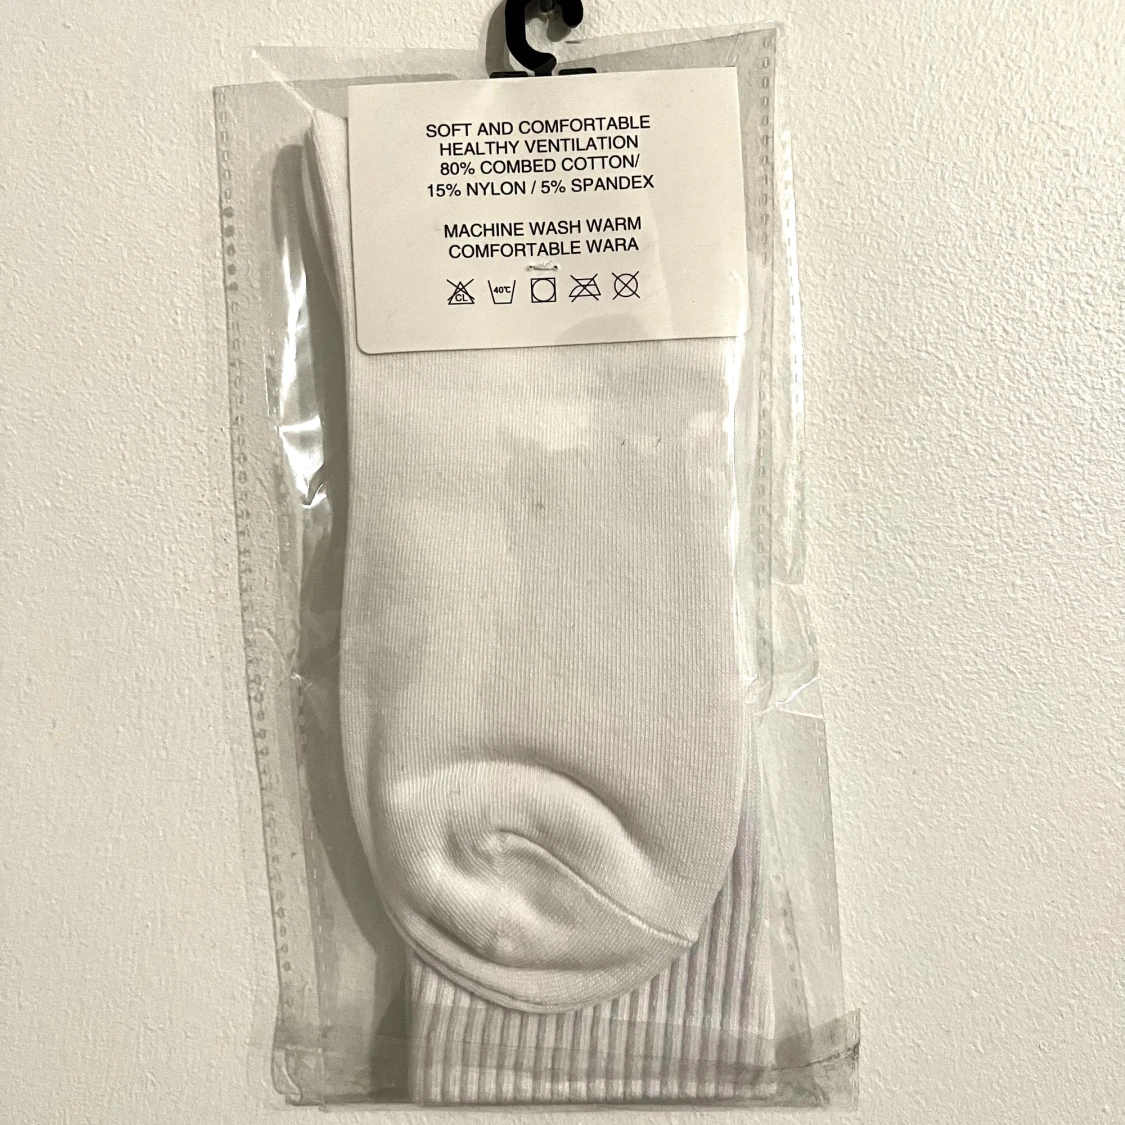 SOFT AND COMFORTABLE
HEALTHY VENTILATION
80% COMBED COTTON/
15% NYLON / 5% SPANDEX
MACHINE WASH WARM
COMFORTABLE WARA
CL 40℃